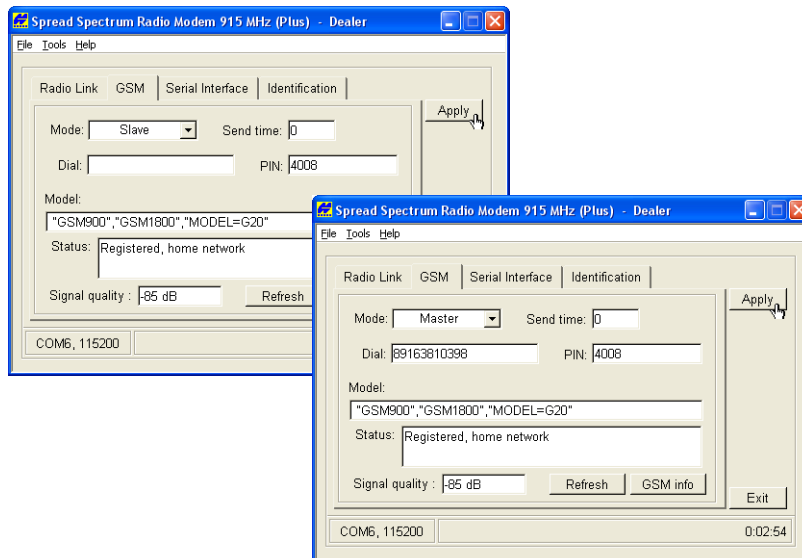 Spread Spectrum Radio Modem 915 MHz (Plus) - Dealer
File Tools Help
Radio Link GSM Serial Interface Identification
Apply
Mode: Slave Send time: 0
Dial: PIN: 4008
Model:
"GSM900","GSM1800","MODEL=G20"
Status: Registered, home network
Signal quality : -85 dB Refresh
COM6, 115200
Spread Spectrum Radio Modem 915 MHz (Plus) - Dealer
File Tools Help
Radio Link GSM Serial Interface Identification
Apply
Mode: Master Send time: 0
Dial: 89163810398 PIN: 4008
Model:
"GSM900","GSM1800","MODEL=G20"
Status: Registered, home network
Signal quality : -85 dB Refresh GSM info
Exit
COM6, 115200 0:02:54